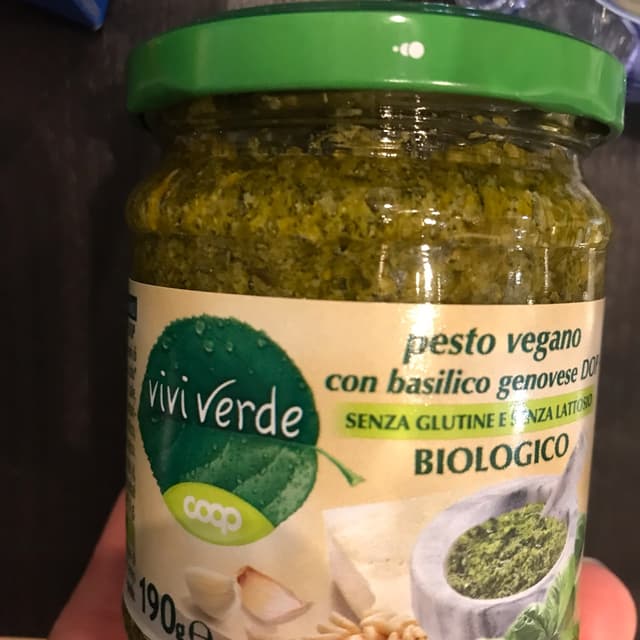 vivi verde
coop
pesto vegano
con basilico genovese DOP
SENZA GLUTINE E SENZA LATTOSIO
BIOLOGICO
190g e